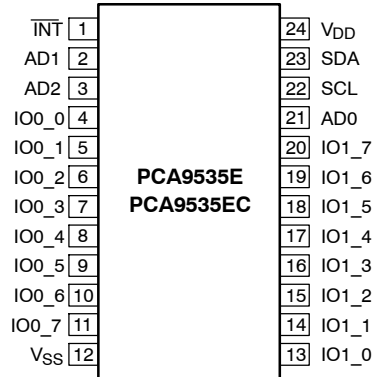 INT 1
AD1 2
AD2 3
IO0_0 4
IO0_1 5
IO0_2 6
IO0_3 7
IO0_4 8
IO0_5 9
IO0_6 10
IO0_7 11
VSS 12
PCA9535E
PCA9535EC
24 VDD
23 SDA
22 SCL
21 AD0
20 IO1_7
19 IO1_6
18 IO1_5
17 IO1_4
16 IO1_3
15 IO1_2
14 IO1_1
13 IO1_0